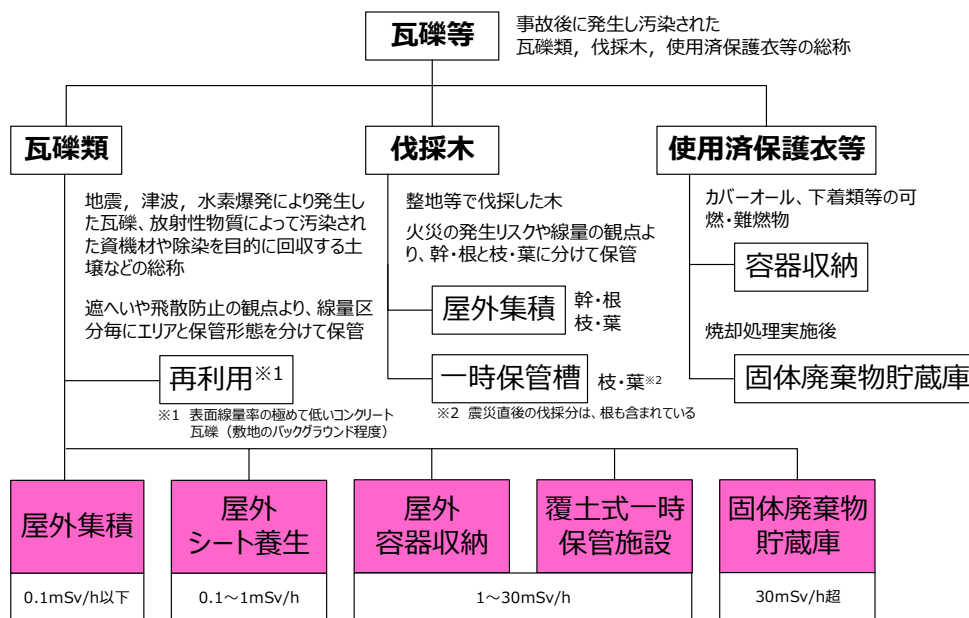 瓦礫等
事故後に発生し汚染された
瓦礫類，伐採木，使用済保護衣等の総称
瓦礫類
地震，津波，水素爆発により発生し
た瓦礫、放射性物質によって汚染され
た資機材や除染を目的に回収する土
壌などの総称
遮へいや飛散防止の観点より、線量区
分毎にエリアと保管形態を分けて保管
再利用※1
※1 表面線量率の極めて低いコンクリート
瓦礫（敷地のバックグラウンド程度）
伐採木
整地等で伐採した木
火災の発生リスクや線量の観点よ
り、幹・根と枝・葉に分けて保管
屋外集積
幹・根
枝・葉
一時保管槽
枝・葉※2
※2 震災直後の伐採分は、根も含まれている
使用済保護衣等
カバーオール、下着類等の可
燃・難燃物
容器収納
焼却処理実施後
固体廃棄物貯蔵庫
屋外集積
0.1mSv/h以下
屋外
シート養生
0.1～1mSv/h
屋外
容器収納
覆土式一時
保管施設
1～30mSv/h
固体廃棄物
貯蔵庫
30mSv/h超